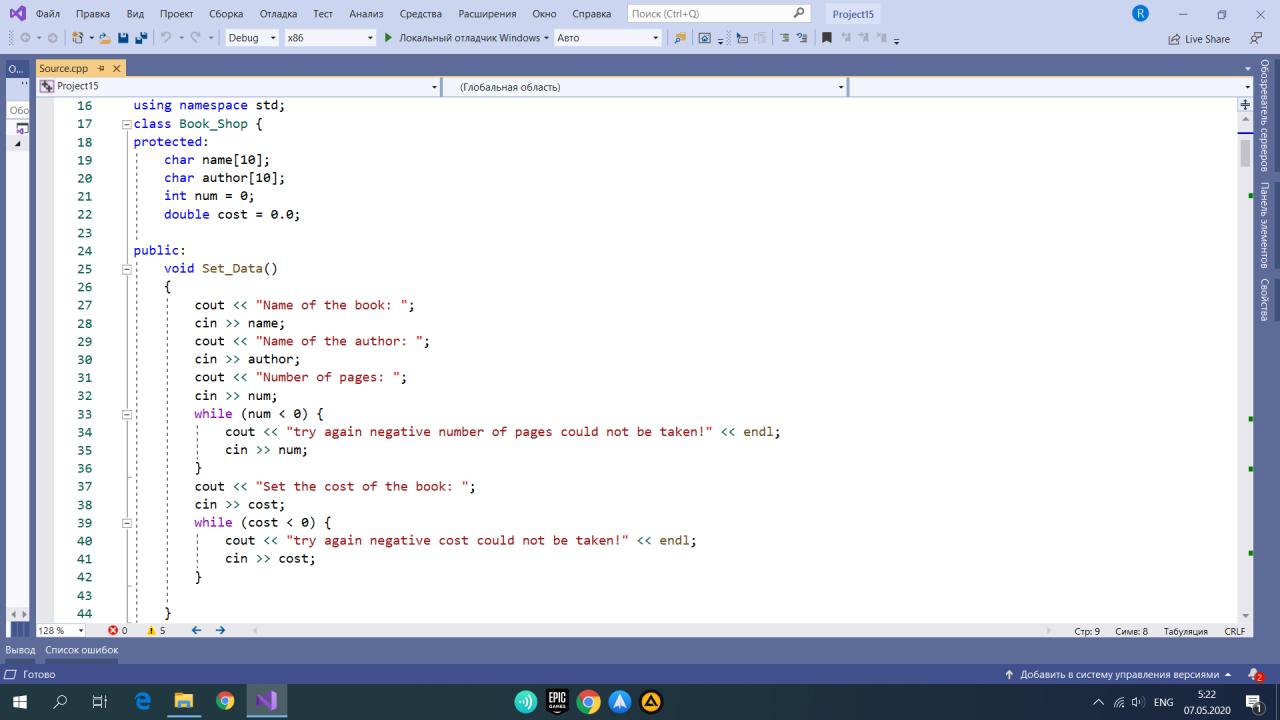 Файл Правка Вид Проект Сборка Отладка Тест Анализ Средства Расширения Окно Справка Поиск (Ctrl+Q) Project15 R
Debug x86 Локальный отладчик Windows Авто Live Share
О... Source.cpp
Project15 (Глобальная область)
Обо
16 using namespace std;
17 class Book_Shop {
18 protected:
19 char name[10];
20 char author[10];
21 int num = 0;
22 double cost = 0.0;
23
24 public:
25 void Set_Data()
26 {
27 cout << "Name of the book: ";
28 cin >> name;
29 cout << "Name of the author: ";
30 cin >> author;
31 cout << "Number of pages: ";
32 cin >> num;
33 while (num < 0) {
34 cout << "try again negative number of pages could not be taken!" << endl;
35 cin >> num;
36 }
37 cout << "Set the cost of the book: ";
38 cin >> cost;
39 while (cost < 0) {
40 cout << "try again negative cost could not be taken!" << endl;
41 cin >> cost;
42 }
43
44 }
Обозреватель серверов
Панель элементов
Свойства
128 % 0 5 Стр: 9 Симв: 8 Табуляция CRLF
Вывод Список ошибок
Готово Добавить в систему управления версиями 2
EPIC GAMES ENG 5:22
07.05.2020 1